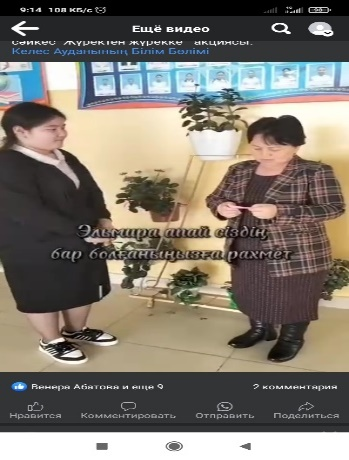 9:14 108 КБ/с
Ещё видео
сәйкес "Жүректен жүрекке" акциясы.
Келес Ауданының Білім Бөлімі
Эльмира апай сіздің
бар болғаныңызға рахмет
Венера Абатова и еще 9
2 комментария
Нравится Комментировать Отправить Поделиться